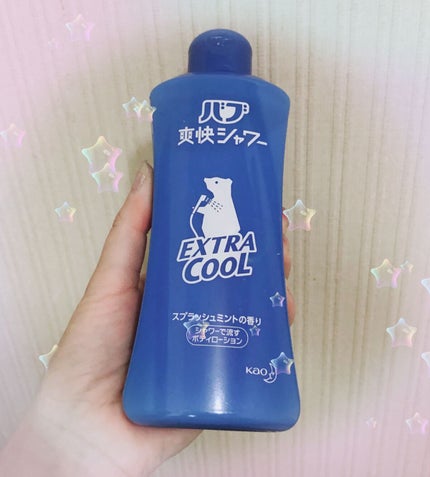 バブ
爽快シャワー
EXTRA
COOL
スプラッシュミントの香り
シャワーで流す
ボディローション
Kao